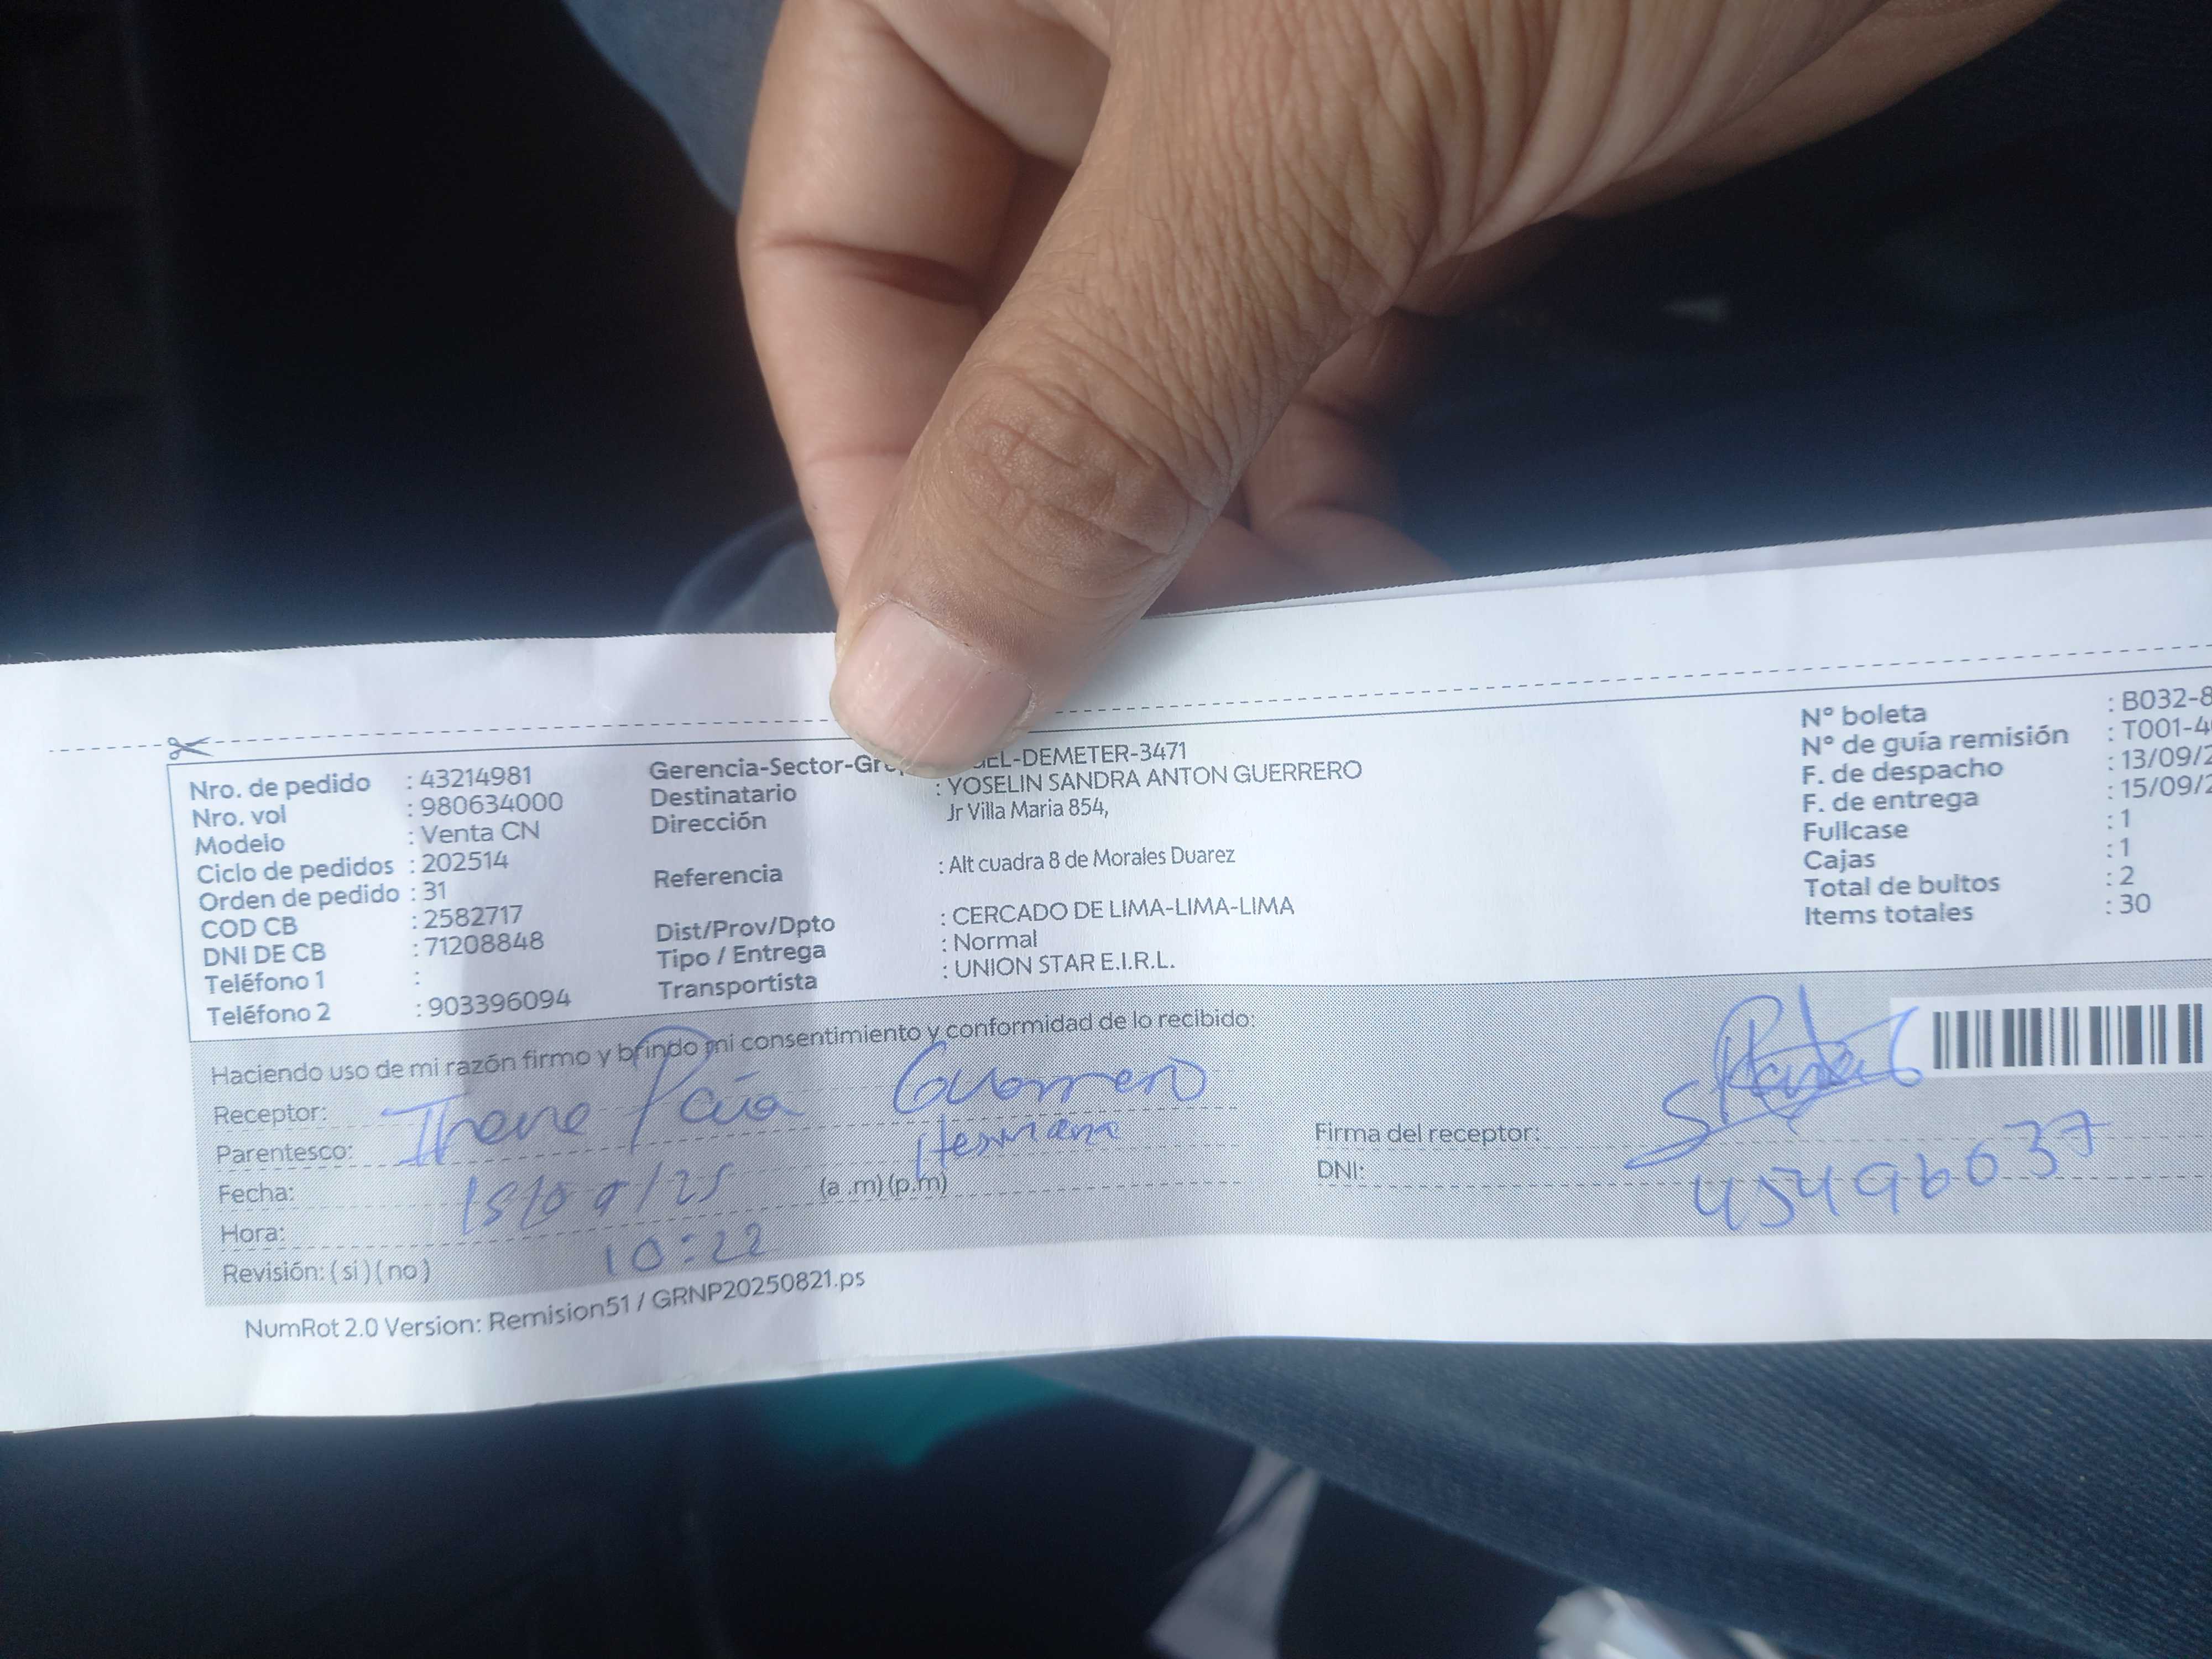 Nro. de pedido : 43214981
Nro. vol : 980634000
Modelo : Venta CN
Ciclo de pedidos : 202514
Orden de pedido : 31
COD CB : 2582717
DNI DE CB : 71208848
Teléfono 1 :
Teléfono 2 : 903396094
Gerencia-Sector-Gr EL-DEMETER-3471
Destinatario : YOSELIN SANDRA ANTON GUERRERO
Dirección Jr Villa Maria 854,
Referencia : Alt cuadra 8 de Morales Duarez
Dist/Prov/Dpto : CERCADO DE LIMA-LIMA-LIMA
Tipo / Entrega : Normal
Transportista : UNION STAR E.I.R.L.
N° boleta : B032-8
N° de guía remisión : T001-4
F. de despacho : 13/09/2
F. de entrega : 15/09/2
Fullcase : 1
Cajas : 1
Total de bultos : 2
Items totales : 30
Haciendo uso de mi razón firmo y brindo mi consentimiento y conformidad de lo recibido:
Receptor: Irene Guerrero
Parentesco: Hermana
Fecha: 15/09/25 (a .m) (p.m)
Hora: 10:22
Revisión: ( si ) ( no )
Firma del receptor:
DNI: 45496637
NumRot 2.0 Version: Remision51 / GRNP20250821.ps